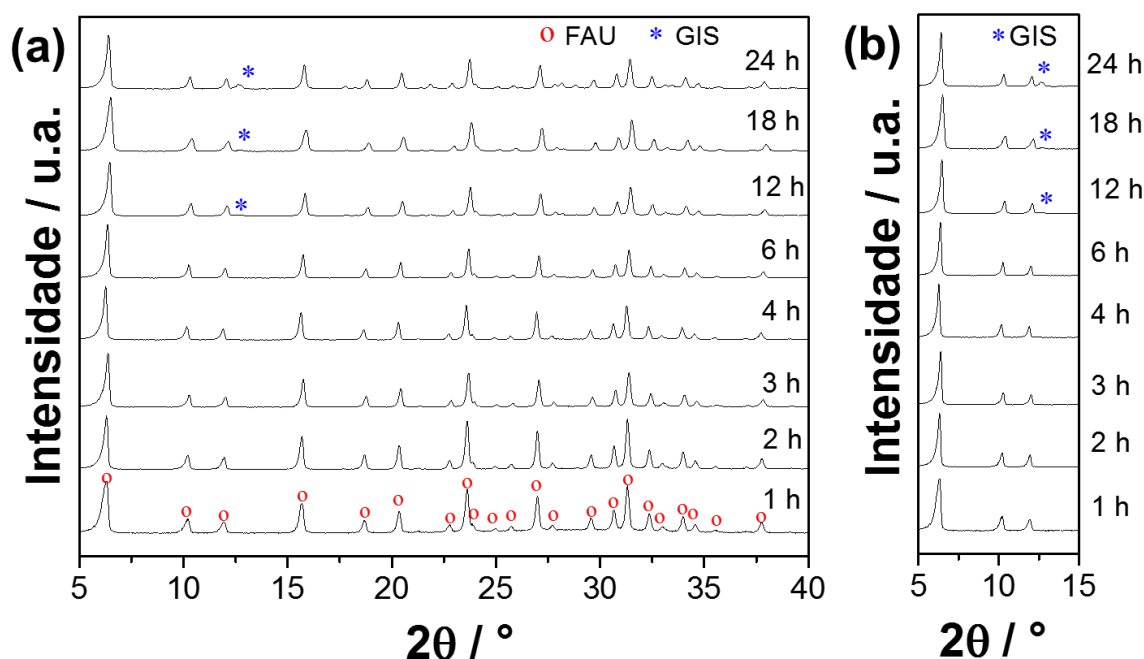 (a)
o FAU * GIS
24 h
*
18 h
*
12 h
*
6 h
4 h
3 h
2 h
1 h
o o o o o o o o o o o o o o o o o o o o
5 10 15 20 25 30 35 40
2θ / °
Intensidade / u.a.
(b)
*GIS
24 h
*
18 h
*
12 h
*
6 h
4 h
3 h
2 h
1 h
5 10 15
2θ / °
Intensidade / u.a.